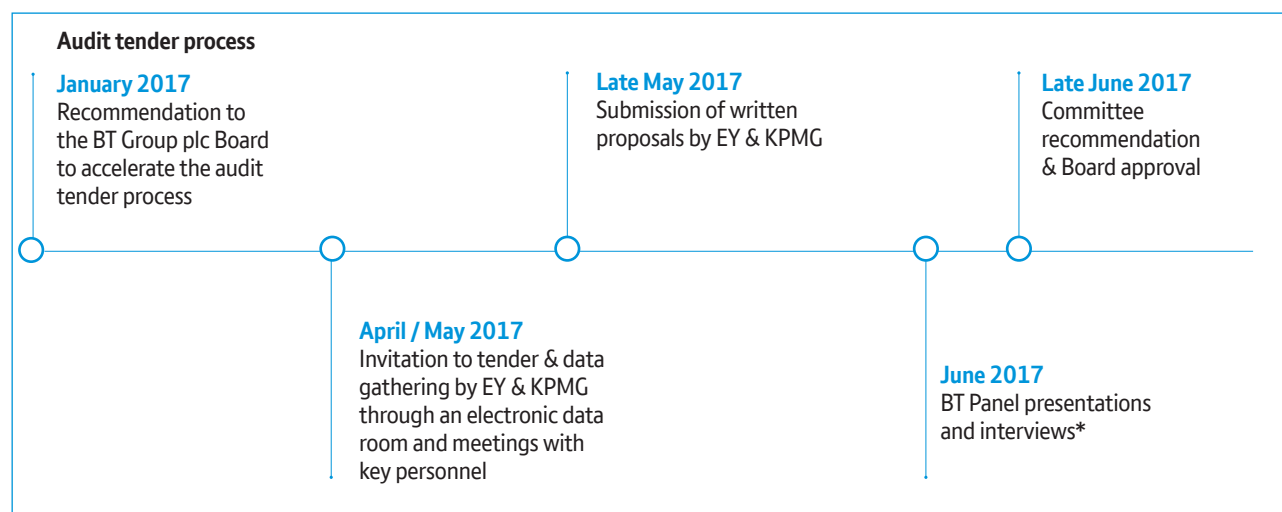 Audit tender process
January 2017
Recommendation to
the BT Group plc Board
to accelerate the audit
tender process
April / May 2017
Invitation to tender & data
gathering by EY & KPMG
through an electronic data
room and meetings with
key personnel
Late May 2017
Submission of written
proposals by EY & KPMG
June 2017
BT Panel presentations
and interviews*
Late June 2017
Committee
recommendation
& Board approval